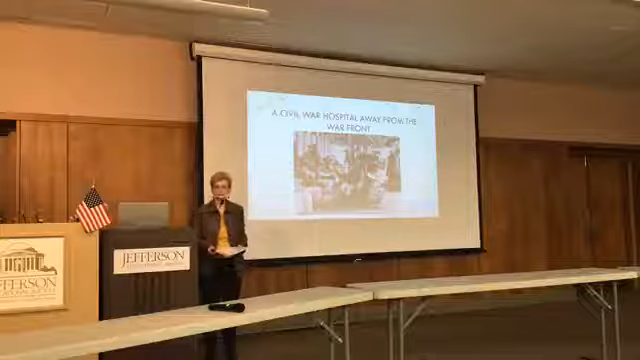 A CIVIL WAR HOSPITAL AWAY FROM THE
WAR FRONT
JEFFERSON
JEFFERSON